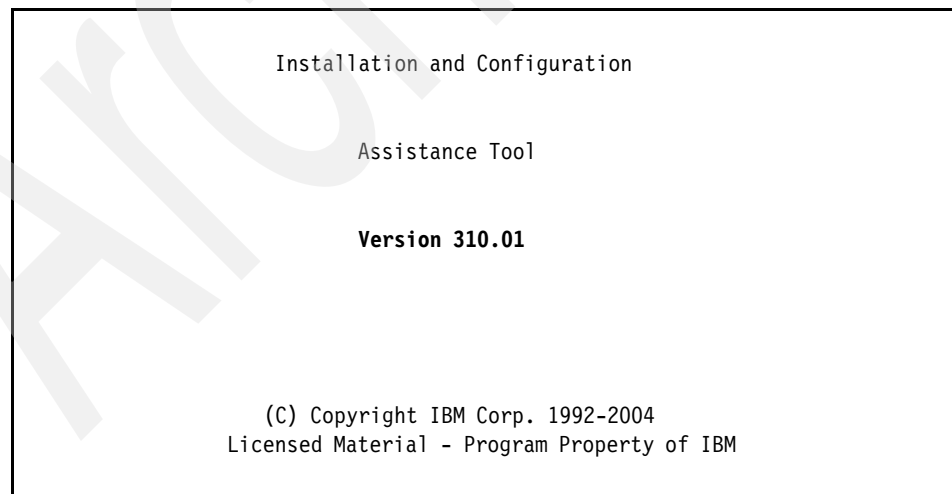 Installation and Configuration
Assistance Tool
Version 310.01
(C) Copyright IBM Corp. 1992-2004
Licensed Material - Program Property of IBM